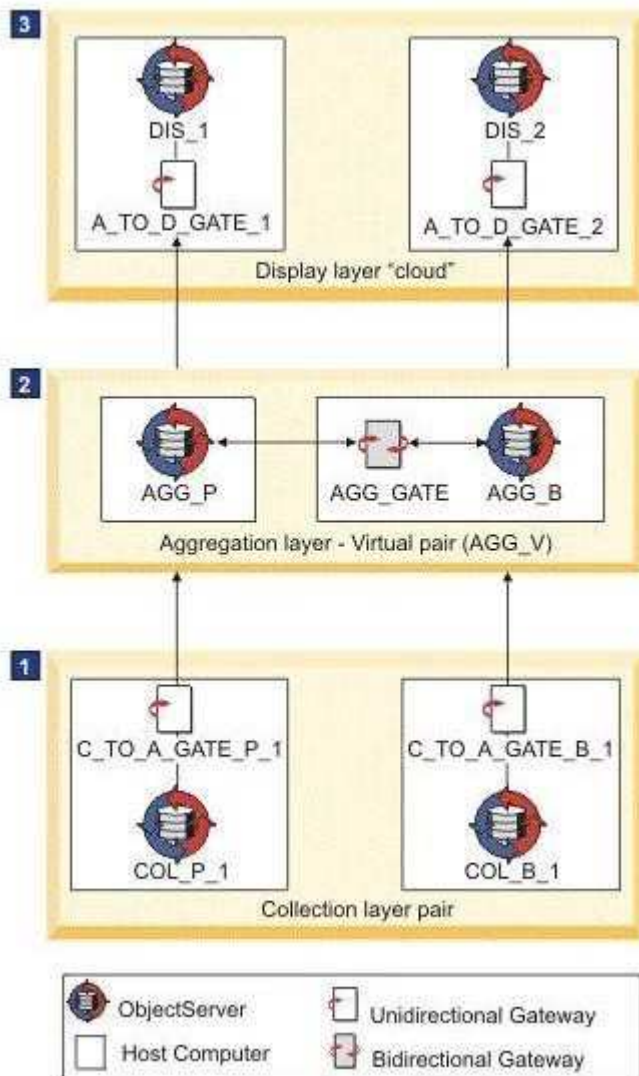 3
DIS_1
DIS_2
A_TO_D_GATE_1
A_TO_D_GATE_2
Display layer “cloud”
2
AGG_P
AGG_GATE
AGG_B
Aggregation layer - Virtual pair (AGG_V)
1
C_TO_A_GATE_P_1
C_TO_A_GATE_B_1
COL_P_1
COL_B_1
Collection layer pair
ObjectServer
Unidirectional Gateway
Host Computer
Bidirectional Gateway